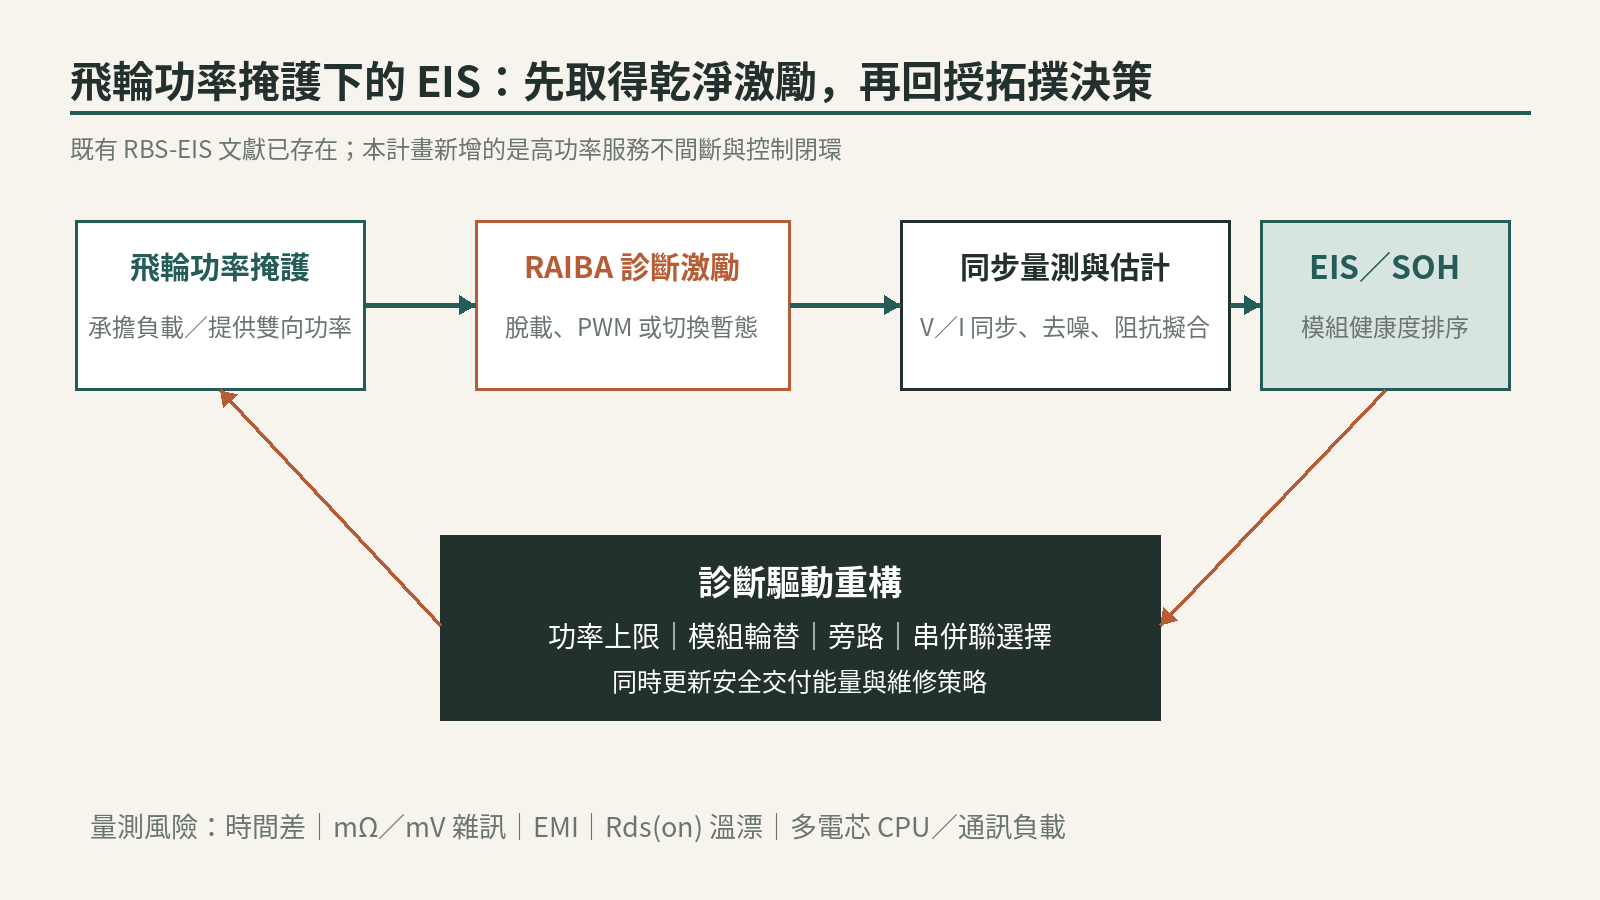 飛輪功率掩護下的 EIS：先取得乾淨激勵，再回授拓撲決策
既有 RBS-EIS 文獻已存在；本計畫新增的是高功率服務不間斷與控制閉環
飛輪功率掩護
承擔負載／提供雙向功率
RAIBA 診斷激勵
脫載、PWM 或切換暫態
同步量測與估計
V／I 同步、去噪、阻抗擬合
EIS／SOH
模組健康度排序
診斷驅動重構
功率上限｜模組輪替｜旁路｜串併聯選擇
同時更新安全交付能量與維修策略
量測風險：時間差｜mΩ／mV 雜訊｜EMI｜Rds(on) 溫漂｜多電芯 CPU／通訊負載